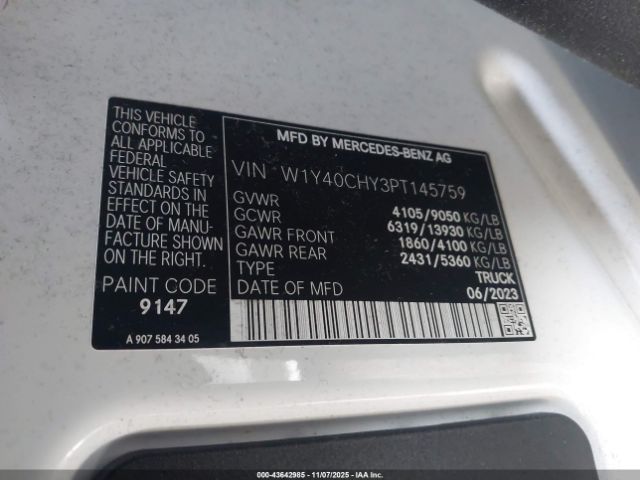 THIS VEHICLE
CONFORMS TO ALL
APPLICABLE
FEDERAL
VEHICLE SAFETY
STANDARDS IN
EFFECT ON THE
DATE OF MANU-
FACTURE SHOWN
ON THE RIGHT.
PAINT CODE
9147
A 907 584 34 05
MFD BY MERCEDES-BENZ AG
VIN W1Y40CHY3PT145759
GVWR 4105/9050 KG/LB
GCWR 6319/13930 KG/LB
GAWR FRONT 1860/4100 KG/LB
GAWR REAR 2431/5360 KG/LB
TYPE TRUCK
DATE OF MFD 06/2023
000-43642985 - 11/07/2025 - COPYRIGHT IAA, LLC.